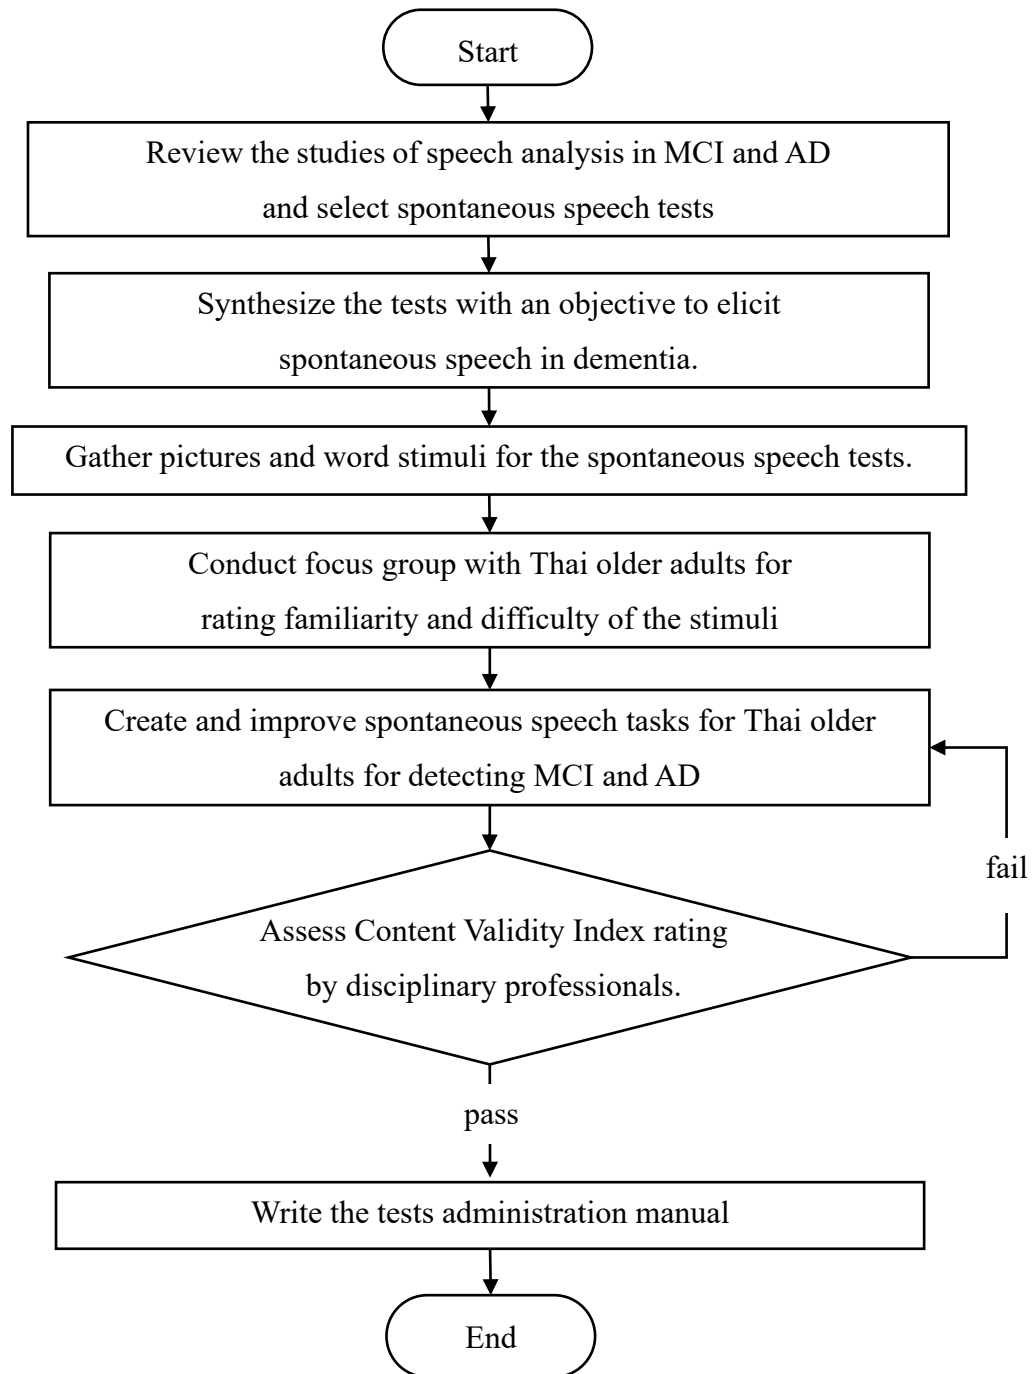 Start
Review the studies of speech analysis in MCI and AD
and select spontaneous speech tests
Synthesize the tests with an objective to elicit
spontaneous speech in dementia.
Gather pictures and word stimuli for the spontaneous speech tests.
Conduct focus group with Thai older adults for
rating familiarity and difficulty of the stimuli
Create and improve spontaneous speech tasks for Thai older
adults for detecting MCI and AD
fail
Assess Content Validity Index rating
by disciplinary professionals.
pass
Write the tests administration manual
End